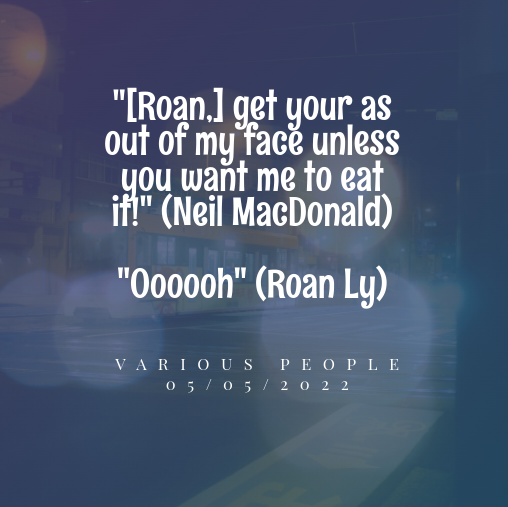 "[Roan,] get your as
out of my face unless
you want me to eat
it!" (Neil MacDonald)
"Oooooh" (Roan Ly)
VARIOUS PEOPLE
05/05/2022